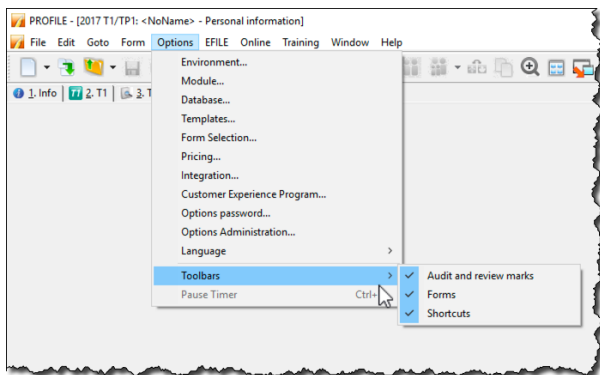 PROFILE - [2017 T1/TP1: <NoName> - Personal information]
File Edit Goto Form Options EFILE Online Training Window Help
1. Info 2. T1 3.
Environment...
Module...
Database...
Templates...
Form Selection...
Pricing...
Integration...
Customer Experience Program...
Options password...
Options Administration...
Language
Toolbars
Audit and review marks
Pause Timer Ctrl+
Forms
Shortcuts